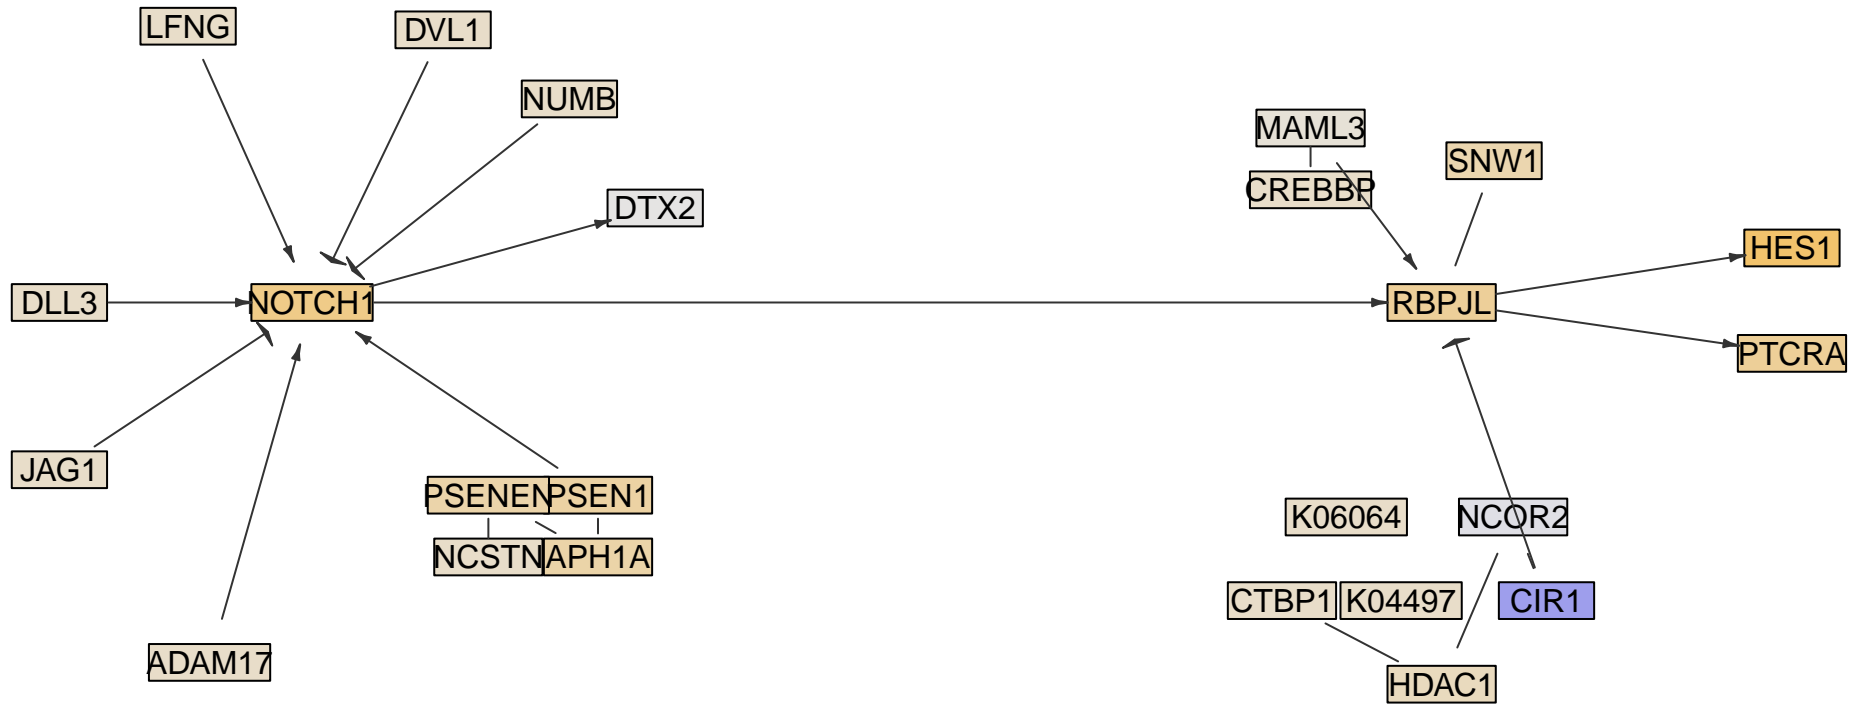 LFNG
DVL1
NUMB
MAML3
SNW1
CREBBP
DTX2
HES1
DLL3
NOTCH1
RBPJL
PTCRA
JAG1
PSENEN
PSEN1
K06064
NCOR2
NCSTN
APH1A
CTBP1
K04497
CIR1
ADAM17
HDAC1